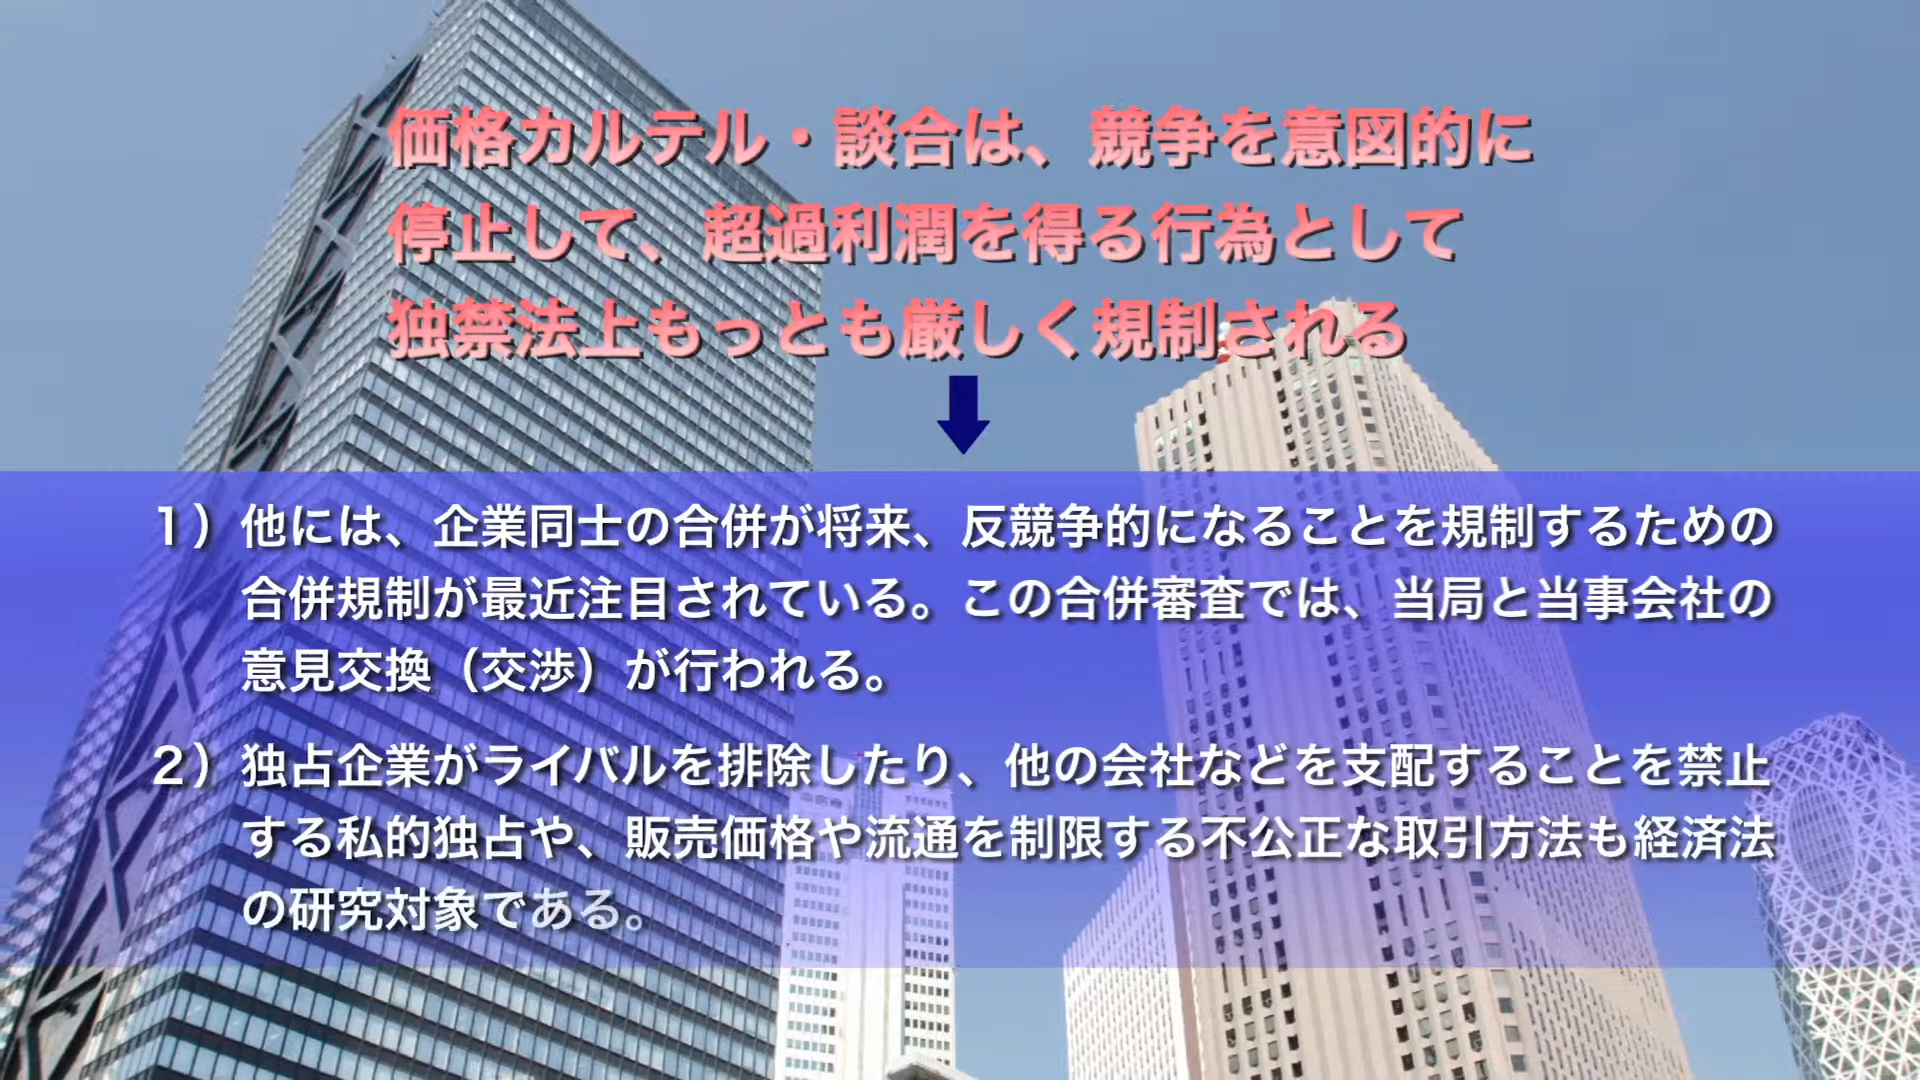 価格カルテル・談合は、競争を意図的に
停止して、超過利潤を得る行為として
独禁法上もっとも厳しく規制される
１）他には、企業同士の合併が将来、反競争的になることを規制するための
合併規制が最近注目されている。この合併審査では、当局と当事会社の
意見交換（交渉）が行われる。
２）独占企業がライバルを排除したり、他の会社などを支配することを禁止
する私的独占や、販売価格や流通を制限する不公正な取引方法も経済法
の研究対象である。